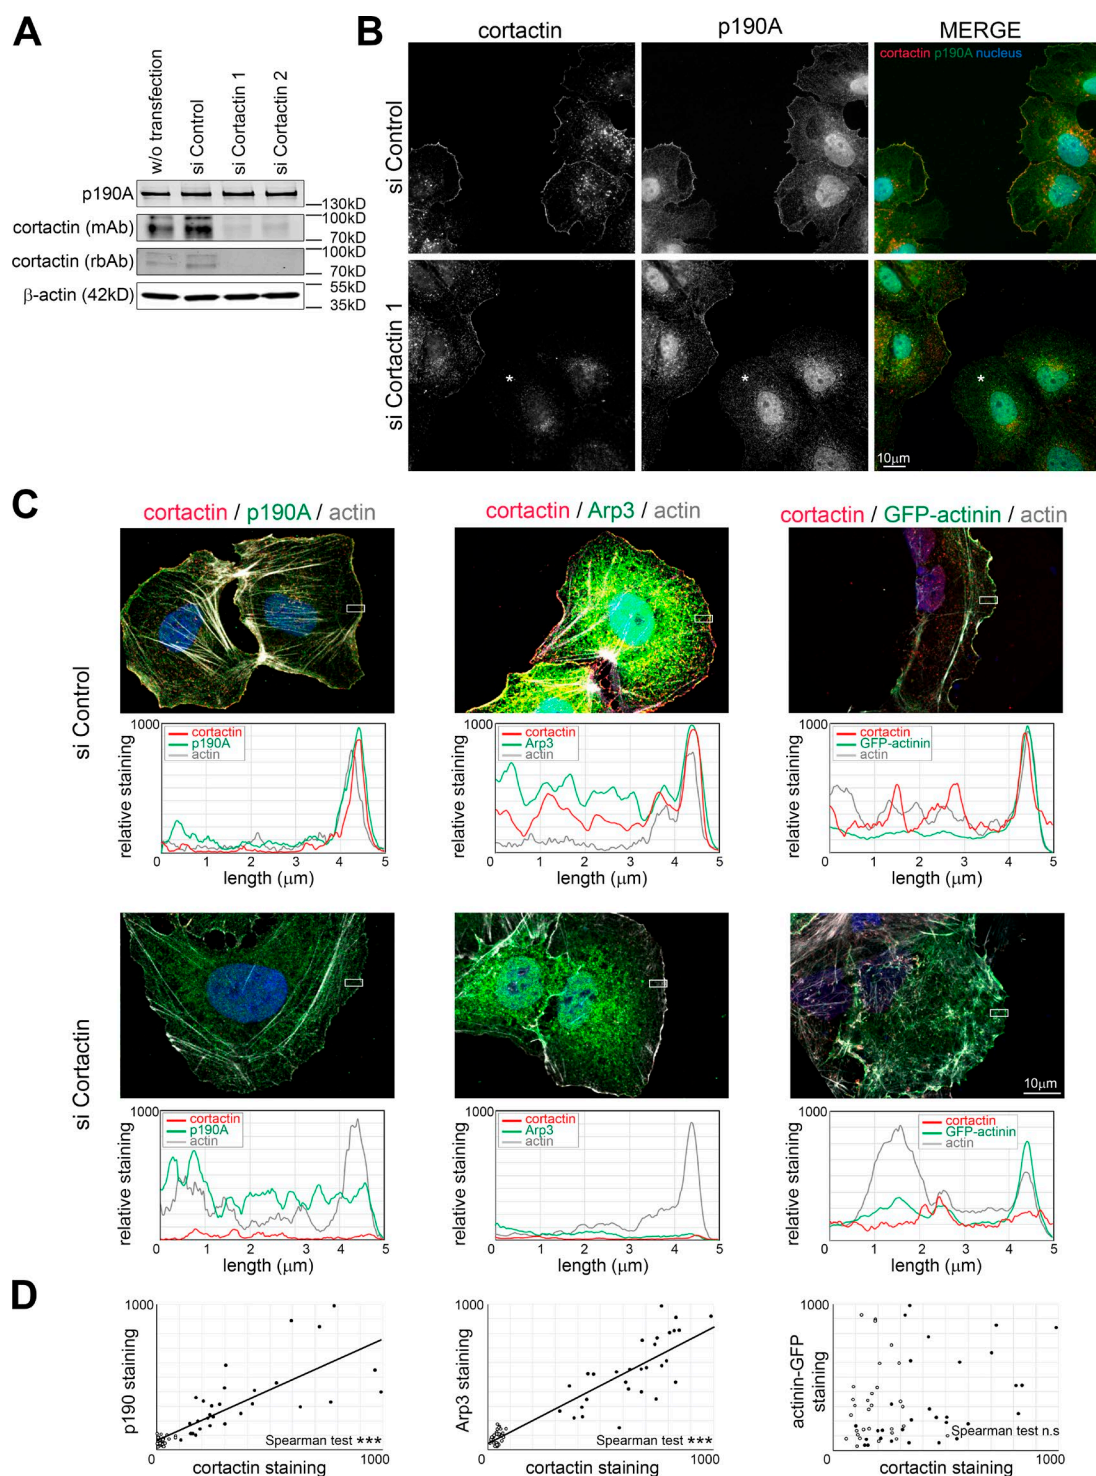 A
w/o transfection
si Control
si Cortactin 1
si Cortactin 2
p190A
130kD
cortactin (mAb)
100kD
70kD
cortactin (rbAb)
100kD
70kD
β-actin (42kD)
55kD
35kD
B
cortactin p190A MERGE
cortactin p190A nucleus
si Control
si Cortactin 1
*
*
*
10μm
C
cortactin / p190A / actin
cortactin / Arp3 / actin
cortactin / GFP-actinin / actin
si Control
1000
relative staining
cortactin
p190A
actin
0 1 2 3 4 5
length (μm)
1000
relative staining
cortactin
Arp3
actin
0 1 2 3 4 5
length (μm)
1000
relative staining
cortactin
GFP-actinin
actin
0 1 2 3 4 5
length (μm)
si Cortactin
10μm
1000
relative staining
cortactin
p190A
actin
0 1 2 3 4 5
length (μm)
1000
relative staining
cortactin
Arp3
actin
0 1 2 3 4 5
length (μm)
1000
relative staining
cortactin
GFP-actinin
actin
0 1 2 3 4 5
length (μm)
D
1000
p190 staining
Spearman test ***
0
0 1000
cortactin staining
1000
Arp3 staining
Spearman test ***
0
0 1000
cortactin staining
1000
actinin-GFP
staining
Spearman test n.s
0
0 1000
cortactin staining